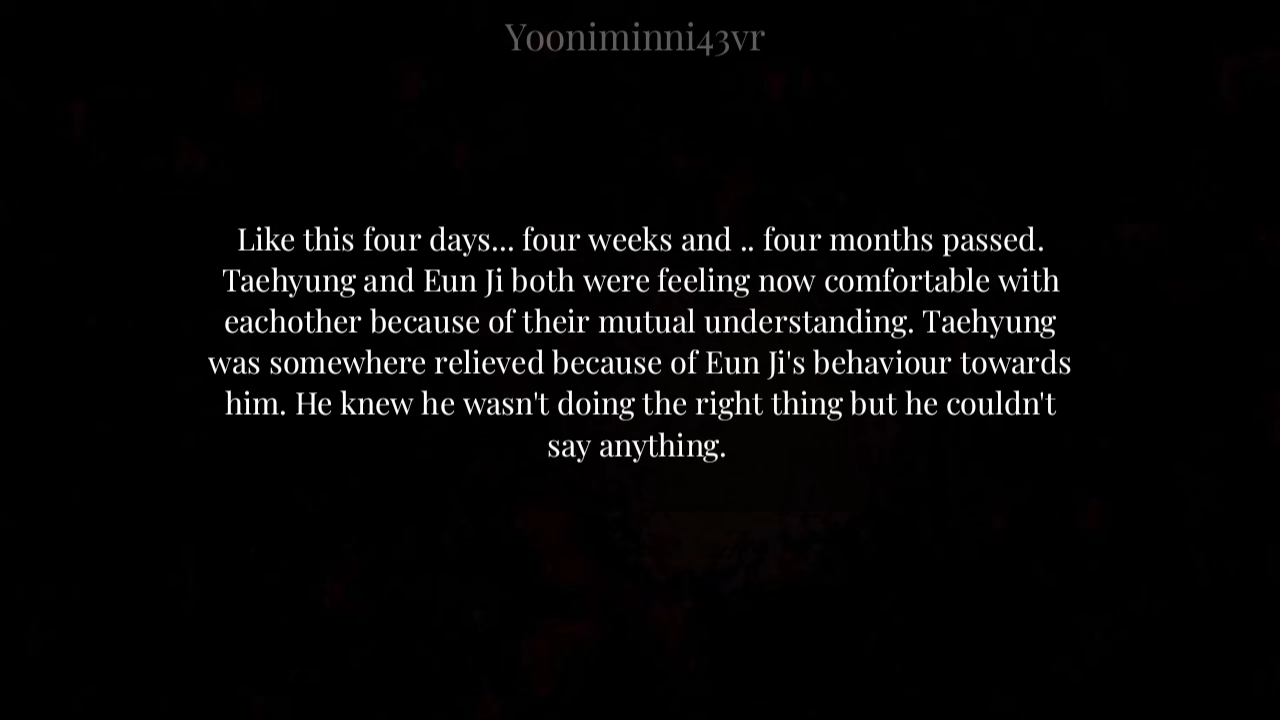 Yooniminni43vr
Like this four days... four weeks and .. four months passed.
Taehyung and Eun Ji both were feeling now comfortable with
eachother because of their mutual understanding. Taehyung
was somewhere relieved because of Eun Ji's behaviour towards
him. He knew he wasn't doing the right thing but he couldn't
say anything.